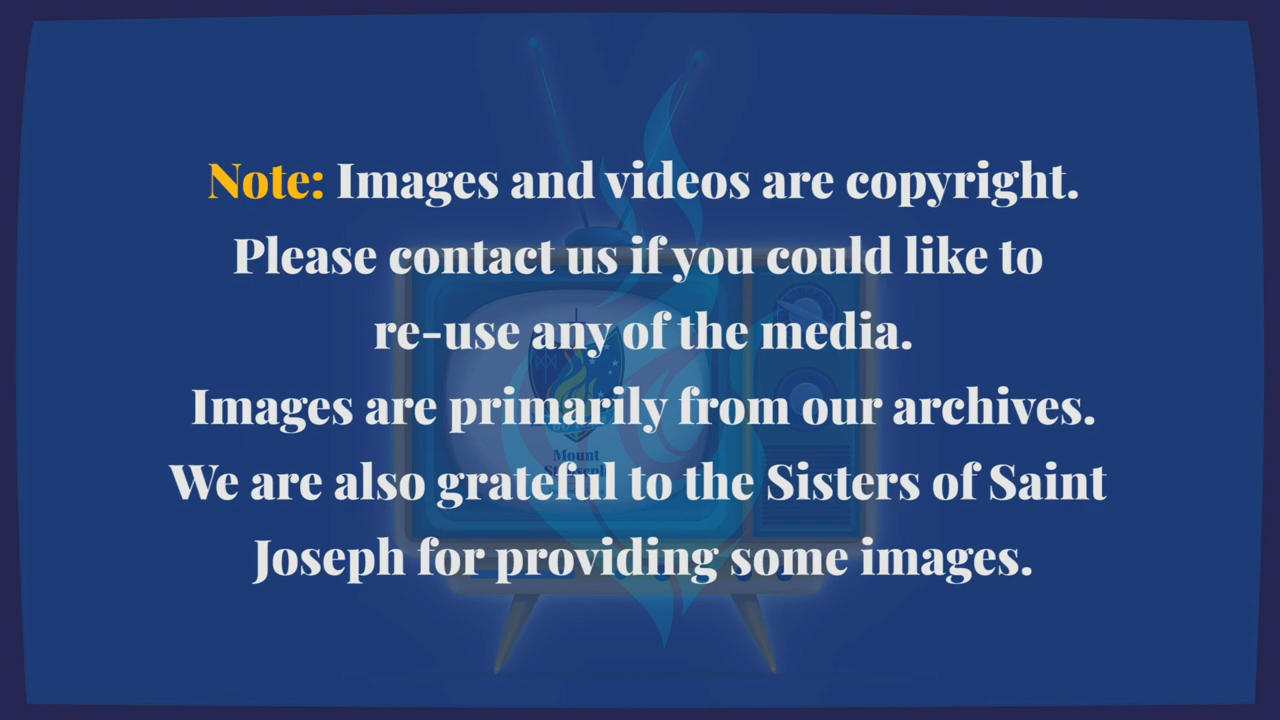 Note: Images and videos are copyright.
Please contact us if you could like to
re-use any of the media.
Images are primarily from our archives.
We are also grateful to the Sisters of Saint
Joseph for providing some images.
Mount